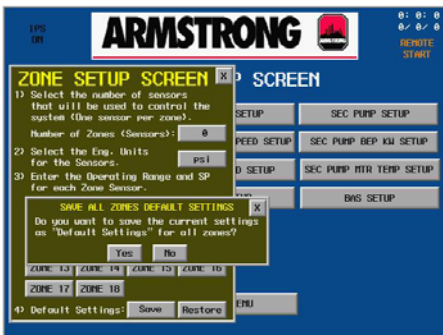 IPS
ON
ARMSTRONG
ARMSTRONG
0: 0: 0
0/ 0/ 0
REMOTE
START
ZONE SETUP SCREEN X
SCREEN
1) Select the number of sensors
that will be used to control the
system (One sensor per zone).
Number of Zones (Sensors): 0
2) Select the Eng. Units
for the Sensors. psi
3) Enter the Operating Range and SP
for each Zone Sensor.
SETUP
SEC PUMP SETUP
SPEED SETUP
SEC PUMP BEP KW SETUP
SETUP
SEC PUMP MTR TEMP SETUP
BAS SETUP
SAVE ALL ZONES DEFAULT SETTINGS X
Do you want to save the current settings
as "Default Settings" for all zones?
Yes No
ZONE 13 ZONE 14 ZONE 15 ZONE 16
ZONE 17 ZONE 18
4) Default Settings: Save Restore
ENU